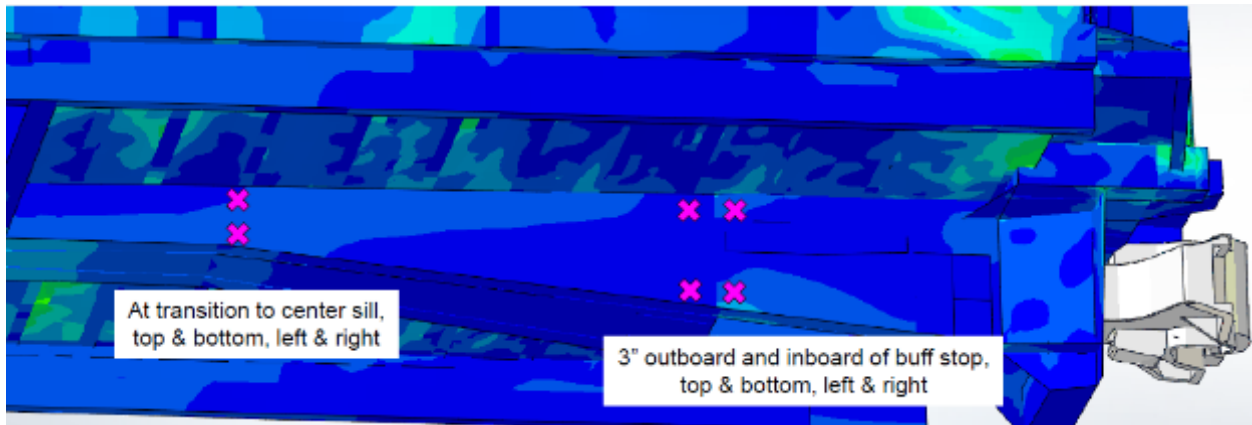 At transition to center sill,
top & bottom, left & right
3” outboard and inboard of buff stop,
top & bottom, left & right